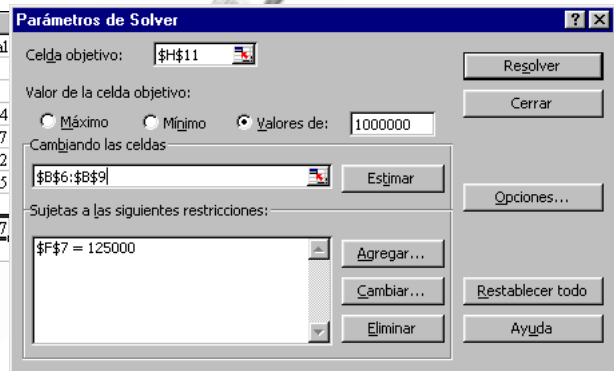 Parámetros de Solver
Celda objetivo: $H$11
Resolver
Valor de la celda objetivo:
Cerrar
Máximo Mínimo Valores de: 1000000
Cambiando las celdas
$B$6:$B$9 Estimar
Opciones...
Sujetas a las siguientes restricciones:
$F$7 = 125000
Agregar...
Cambiar... Restablecer todo
Eliminar Ayuda